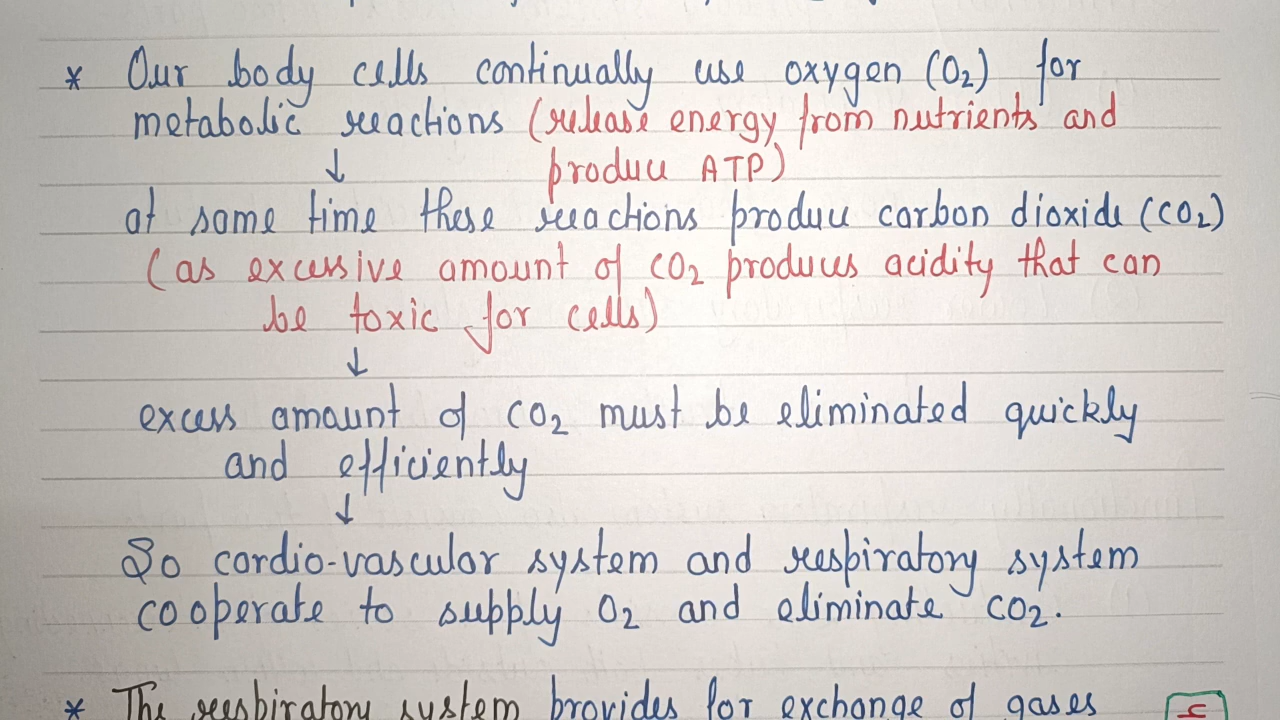 * Our body cells continually use oxygen (O₂) for
metabolic reactions (release energy from nutrients and
↓ produce ATP)
at same time these reactions produce carbon dioxide (CO₂)
(as excessive amount of CO₂ produces acidity that can
be toxic for cells)
↓
excess amount of CO₂ must be eliminated quickly
and efficiently
↓
So cardio-vascular system and respiratory system
cooperate to supply O₂ and eliminate CO₂.
* The respiratory system provides for exchange of gases